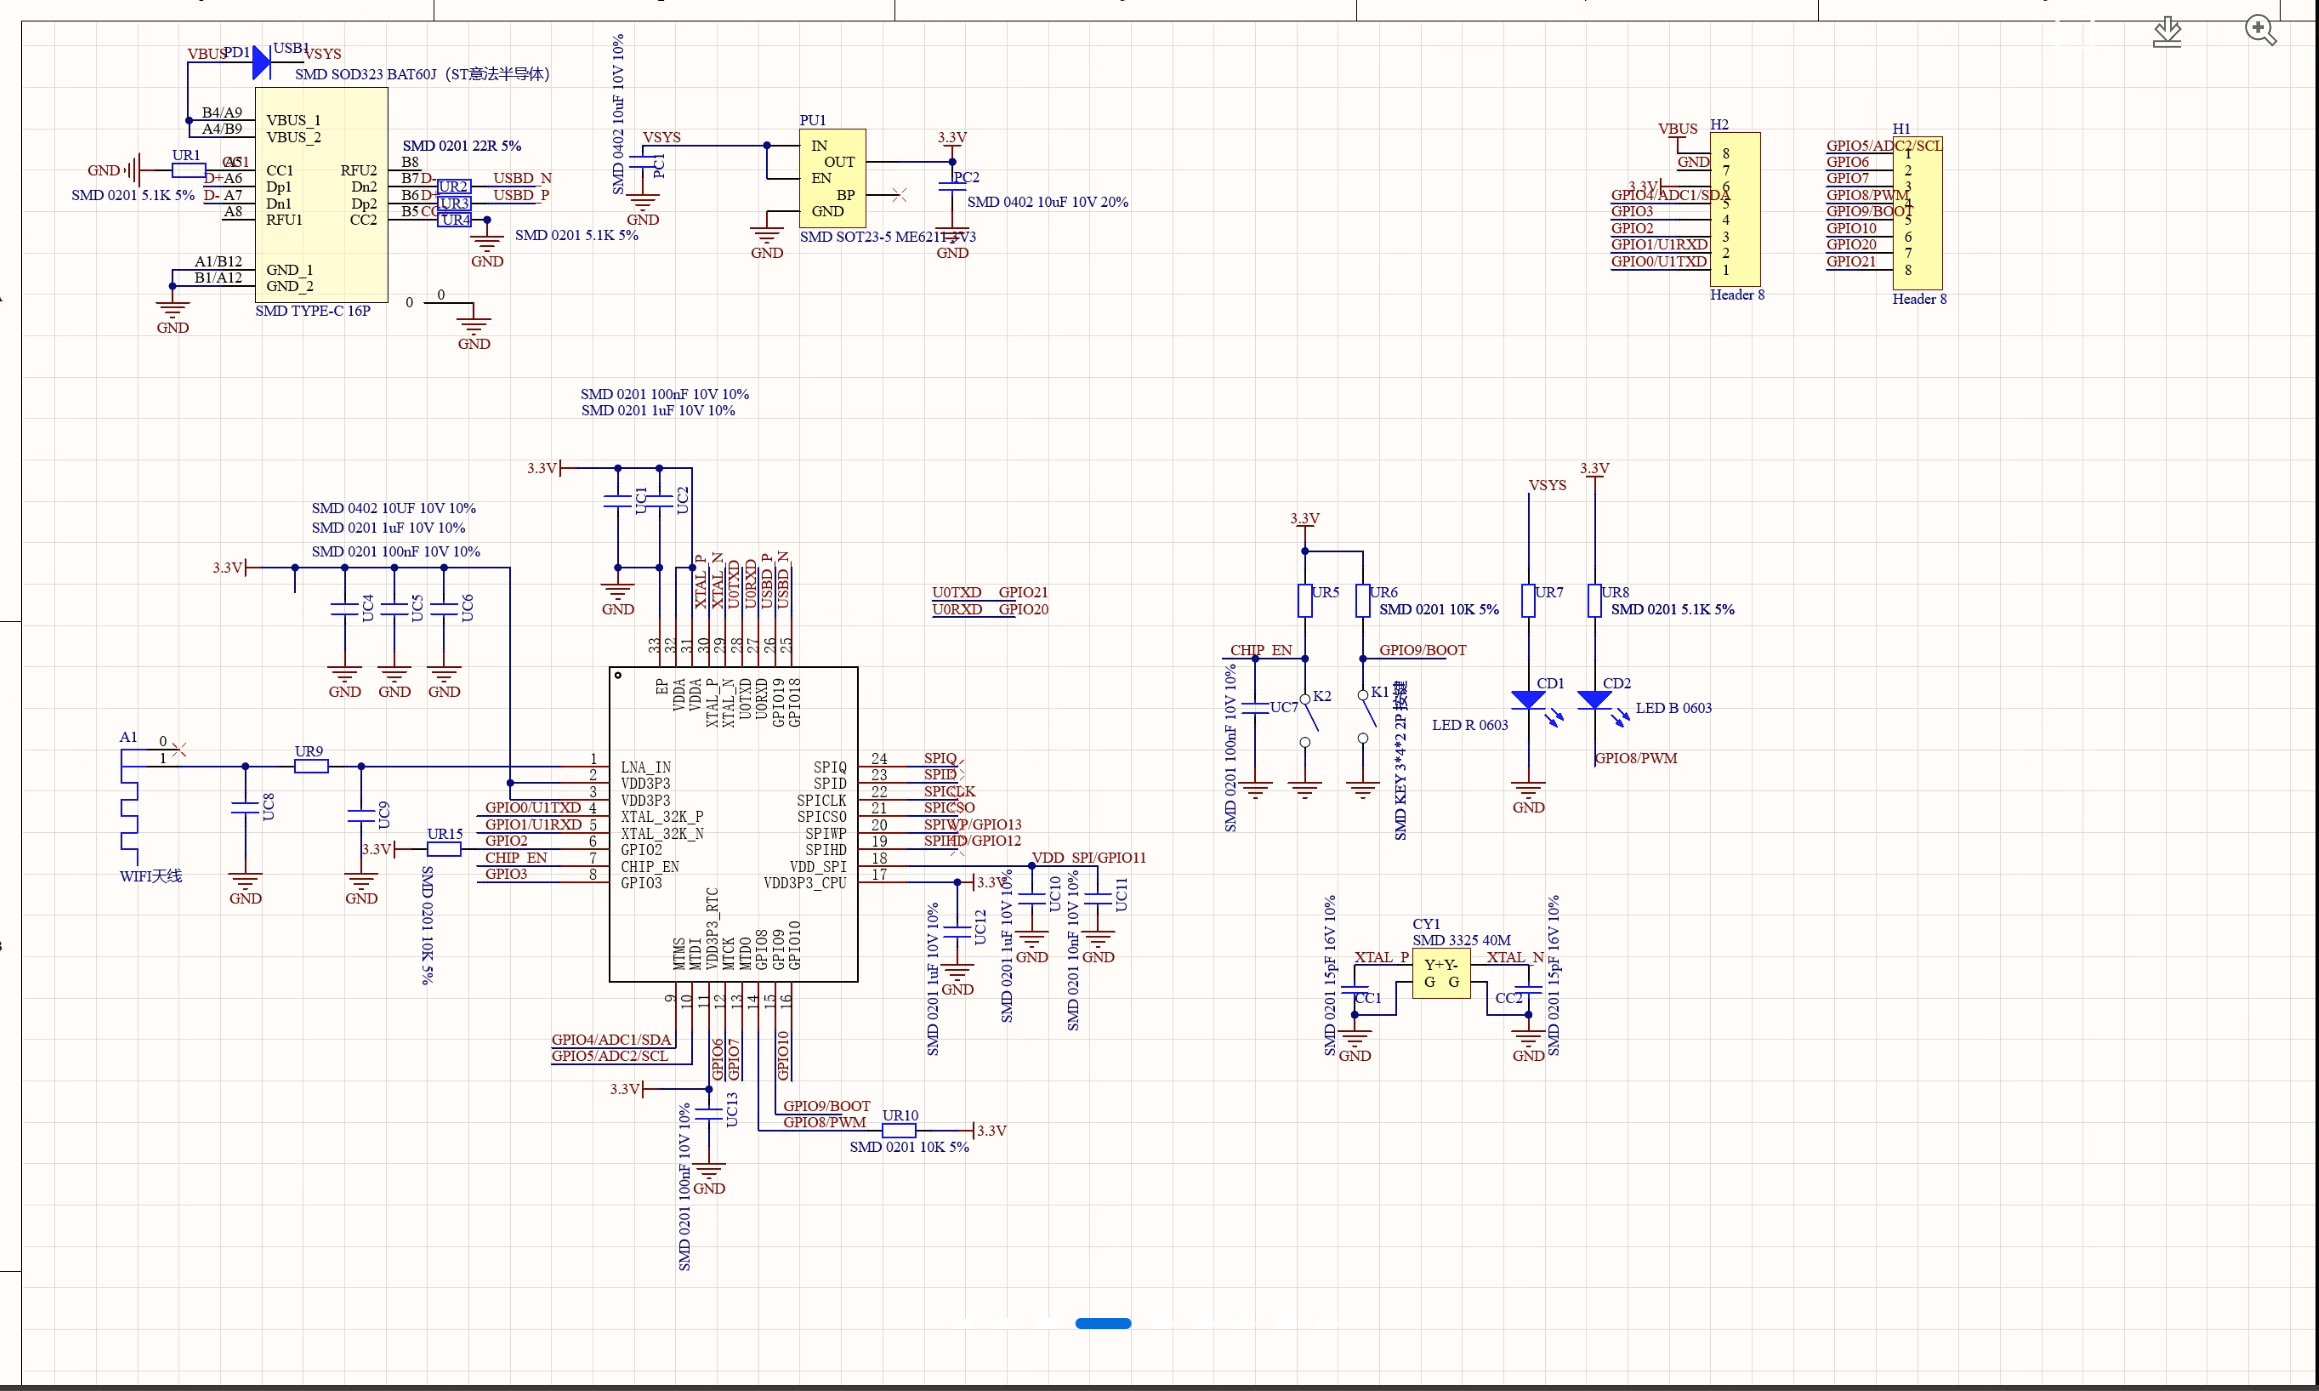 VBUS PD1 USB1 VSYS
SMD SOD323 BAT60J（ST意法半导体）
B4/A9 VBUS_1
A4/B9 VBUS_2
GND UR1 CC1 A5 CC1 RFU2 B8
SMD 0201 22R 5%
D+ A6 Dp1 Dn2 B7 D- UR2 USBD_N
SMD 0201 5.1K 5%
D- A7 Dn1 Dp2 B6 D+ UR3 USBD_P
A8 RFU1 CC2 B5 UR4
SMD 0201 5.1K 5%
GND
A1/B12 GND_1
B1/A12 GND_2
GND
SMD TYPE-C 16P
0 0
GND
SMD 0402 10uF 10V 10%
VSYS
PC1
GND
PU1
IN
OUT
EN
BP
GND
GND
SMD SOT23-5 ME6211-3V3
3.3V
PC2
SMD 0402 10uF 10V 20%
GND
H2
VBUS
8
GND 7
3.3V 6
GPIO4/ADC1/SDA 5
GPIO3 4
GPIO2 3
GPIO1/U1RXD 2
GPIO0/U1TXD 1
Header 8
H1
GPIO5/ADC2/SCL 1
GPIO6 2
GPIO7 3
GPIO8/PWM 4
GPIO9/BOOT 5
GPIO10 6
GPIO20 7
GPIO21 8
Header 8
SMD 0201 100nF 10V 10%
SMD 0201 1uF 10V 10%
3.3V
UC1
UC2
GND
SMD 0402 10UF 10V 10%
SMD 0201 1uF 10V 10%
SMD 0201 100nF 10V 10%
3.3V
UC4
UC5
UC6
GND GND GND
XTAL_P
XTAL_N
U0TXD
U0RXD
USBD_P
USBD_N
33 32 31 30 29 28 27 26 25
EP
VDDA
VDDA
XTAL_P
XTAL_N
UOTXD
UORXD
GPIO19
GPIO18
U0TXD GPIO21
U0RXD GPIO20
A1
0
1
WIFI天线
UR9
UC8
GND
UC9
GND
1 LNA_IN
2 VDD3P3
3 VDD3P3
GPIO0/U1TXD 4 XTAL_32K_P
GPIO1/U1RXD 5 XTAL_32K_N
3.3V UR15 GPIO2 6 GPIO2
CHIP_EN 7 CHIP_EN
GPIO3 8 GPIO3
SMD 0201 10K 5%
SPIQ 24 SPIQ
SPID 23 SPID
SPICLK 22 SPICLK
SPICSO 21 SPICSO
SPIWP 20 SPIWP/GPIO13
SPIHD 19 SPIHD/GPIO12
VDD_SPI 18 VDD_SPI/GPIO11
VDD3P3_CPU 17 3.3V
UC12
SMD 0201 1uF 10V 10%
GND
UC10
SMD 0201 1uF 10V 10%
GND
UC11
SMD 0201 10nF 10V 10%
GND
MTMS
MTDI
VDD3P3_RTC
MTCK
MTDO
GPIO8
GPIO9
GPIO10
9 10 11 12 13 14 15 16
GPIO4/ADC1/SDA
GPIO5/ADC2/SCL
GPIO6
GPIO7
GPIO10
3.3V
UC13
SMD 0201 100nF 10V 10%
GND
GPIO9/BOOT
GPIO8/PWM UR10 3.3V
SMD 0201 10K 5%
3.3V
UR5 UR6
SMD 0201 10K 5%
CHIP_EN GPIO9/BOOT
UC7
SMD 0201 100nF 10V 10%
K2
K1
SMD KEY 3*4*2 2P 按键
VSYS 3.3V
UR7 UR8
SMD 0201 5.1K 5%
CD1 CD2
LED R 0603 LED B 0603
GPIO8/PWM
GND
CY1
SMD 3325 40M
XTAL_P Y+ Y- XTAL_N
G G
CC1 CC2
SMD 0201 15pF 16V 10%
SMD 0201 15pF 16V 10%
GND GND